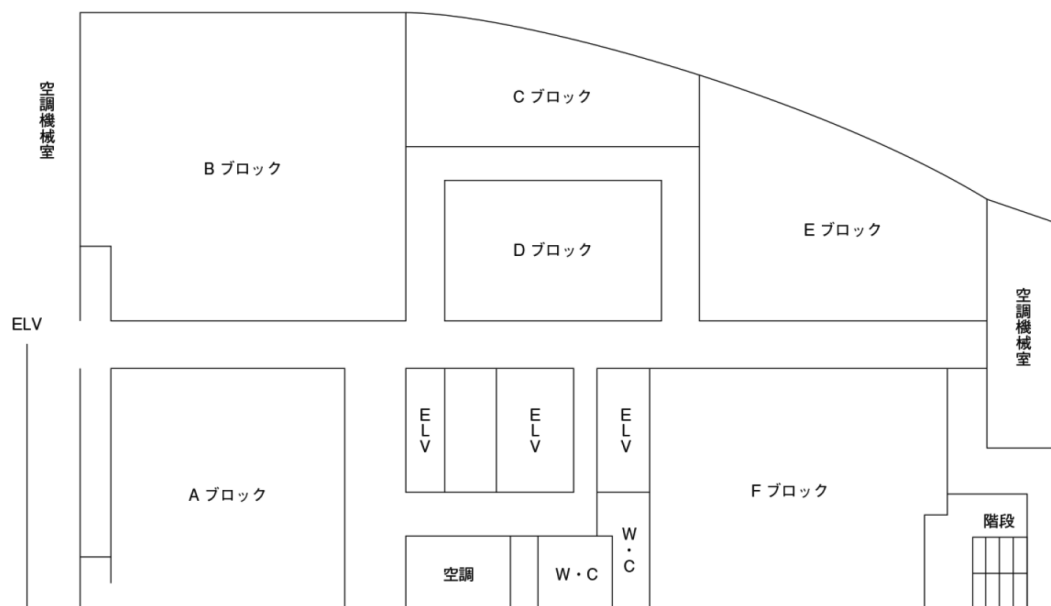 空調機械室
C ブロック
B ブロック
E ブロック
D ブロック
空調機械室
ELV
ELV
ELV
ELV
A ブロック
F ブロック
階段
W・C
空調
W・C